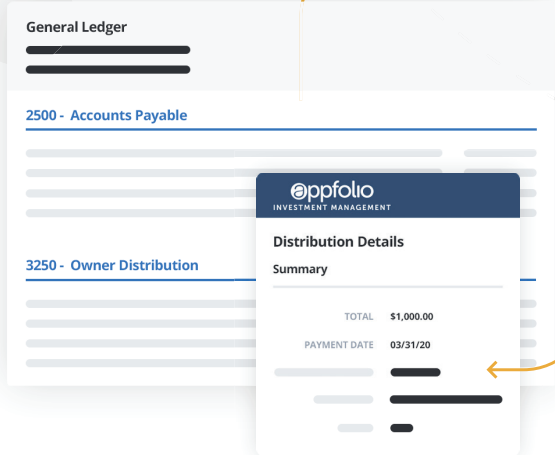 General Ledger
2500 - Accounts Payable
3250 - Owner Distribution
appfolio
INVESTMENT MANAGEMENT
Distribution Details
Summary
TOTAL $1,000.00
PAYMENT DATE 03/31/20